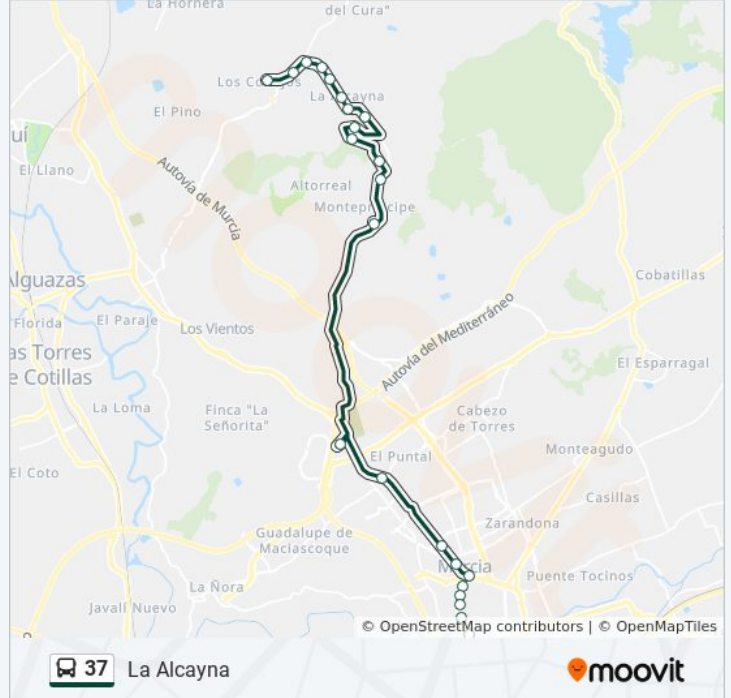 La Hornera
del Cura"
La Alcayna
El Pino
uí
El Llano
Altorreal
Autovía de Murcia
Cobatillas
Alguazas
Florida
El Paraje
Los Vientos
Autovía del Mediterráneo
as Torres
e Cotillas
El Esparragal
La Loma
Finca "La
Señorita"
Cabezo
de Torres
El Puntal
Monteagudo
El Coto
Casillas
Zarandona
Guadalupe de
Maciascoque
Murcia
Puente Tocinos
La Ñora
Javalí Nuevo
© OpenStreetMap contributors | © OpenMapTiles
37 La Alcayna
moovit